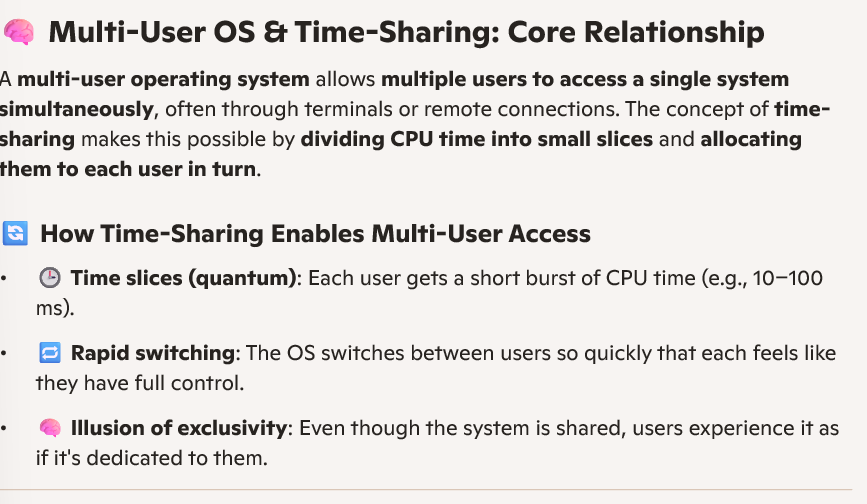 🧠 Multi-User OS & Time-Sharing: Core Relationship
A multi-user operating system allows multiple users to access a single system
simultaneously, often through terminals or remote connections. The concept of time-
sharing makes this possible by dividing CPU time into small slices and allocating
them to each user in turn.
🔄 How Time-Sharing Enables Multi-User Access
• 🕒 Time slices (quantum): Each user gets a short burst of CPU time (e.g., 10–100
ms).
• 🔁 Rapid switching: The OS switches between users so quickly that each feels like
they have full control.
• 🧠 Illusion of exclusivity: Even though the system is shared, users experience it as
if it's dedicated to them.